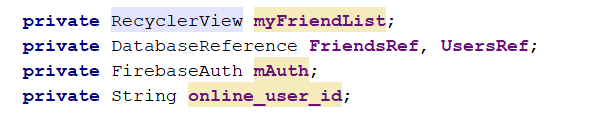 private RecyclerView myFriendList;
private DatabaseReference FriendsRef, UsersRef;
private FirebaseAuth mAuth;
private String online_user_id;